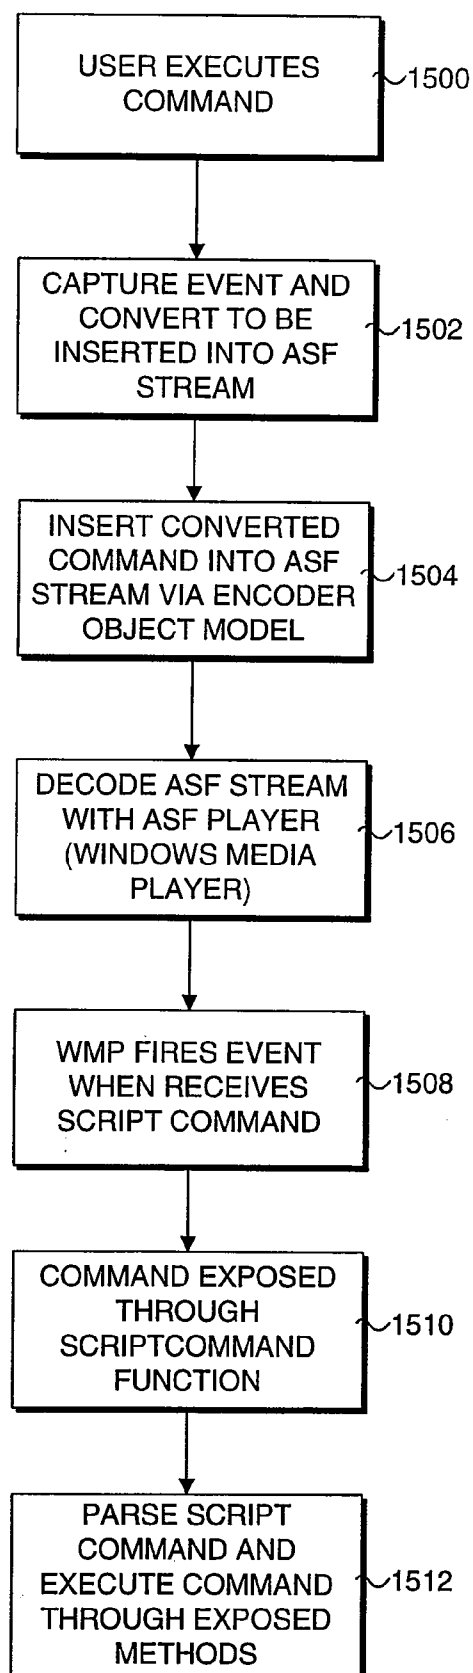 USER EXECUTES
COMMAND
1500
CAPTURE EVENT AND
CONVERT TO BE
INSERTED INTO ASF
STREAM
1502
INSERT CONVERTED
COMMAND INTO ASF
STREAM VIA ENCODER
OBJECT MODEL
1504
DECODE ASF STREAM
WITH ASF PLAYER
(WINDOWS MEDIA
PLAYER)
1506
WMP FIRES EVENT
WHEN RECEIVES
SCRIPT COMMAND
1508
COMMAND EXPOSED
THROUGH
SCRIPTCOMMAND
FUNCTION
1510
PARSE SCRIPT
COMMAND AND
EXECUTE COMMAND
THROUGH EXPOSED
METHODS
1512